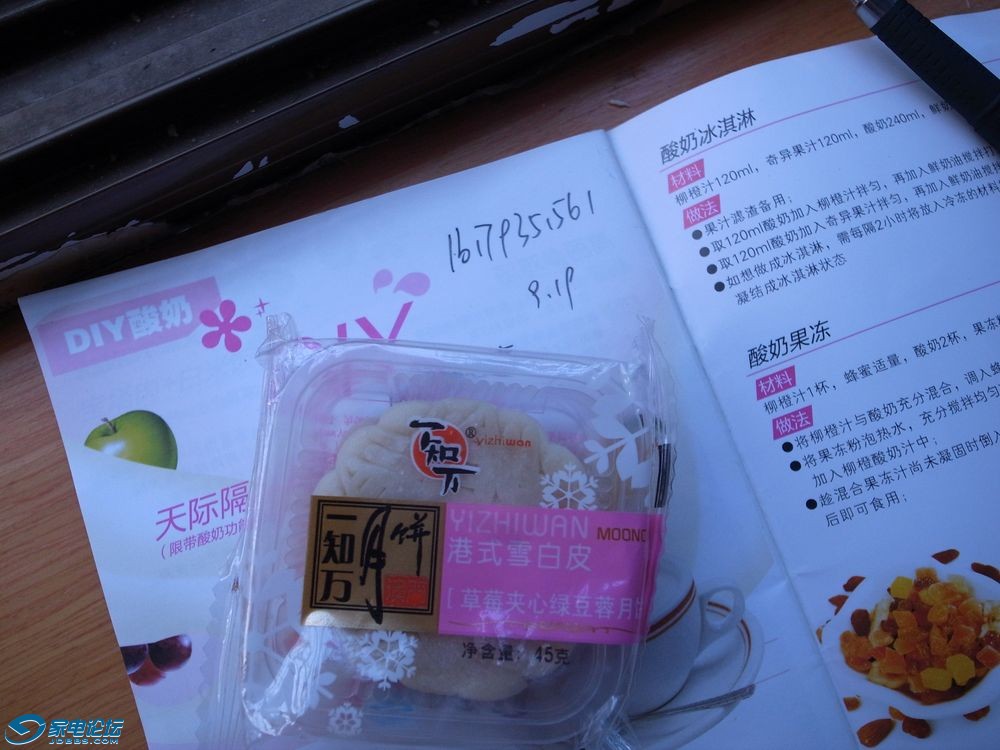 DIY酸奶
1617935,561
9.19
天际隔
(限带酸奶功能
一知万
®
yizhiwan
一知万
月饼
YIZHIWAN
MOONC
港式雪白皮
[草莓夹心绿豆蓉月饼
净含量：45克
酸奶冰淇淋
材料
柳橙汁120ml，奇异果汁120ml，酸奶240ml，鲜奶
做法
●果汁滤渣备用；
●取120ml酸奶加入柳橙汁拌匀，再加入鲜奶油搅拌打
●取120ml酸奶加入奇异果汁拌匀，再加入鲜奶油搅拌
●如想做成冰淇淋，需每隔2小时将放入冷冻的材料
凝结成冰淇淋状态
酸奶果冻
材料
柳橙汁1杯，蜂蜜适量，酸奶2杯，果冻粉
做法
●将柳橙汁与酸奶充分混合，调入蜂
●将果冻粉泡热水，充分搅拌均匀
加入柳橙酸奶汁中；
●趁混合果冻汁尚未凝固时倒入
后即可食用；
家电论坛
JDBBS.COM